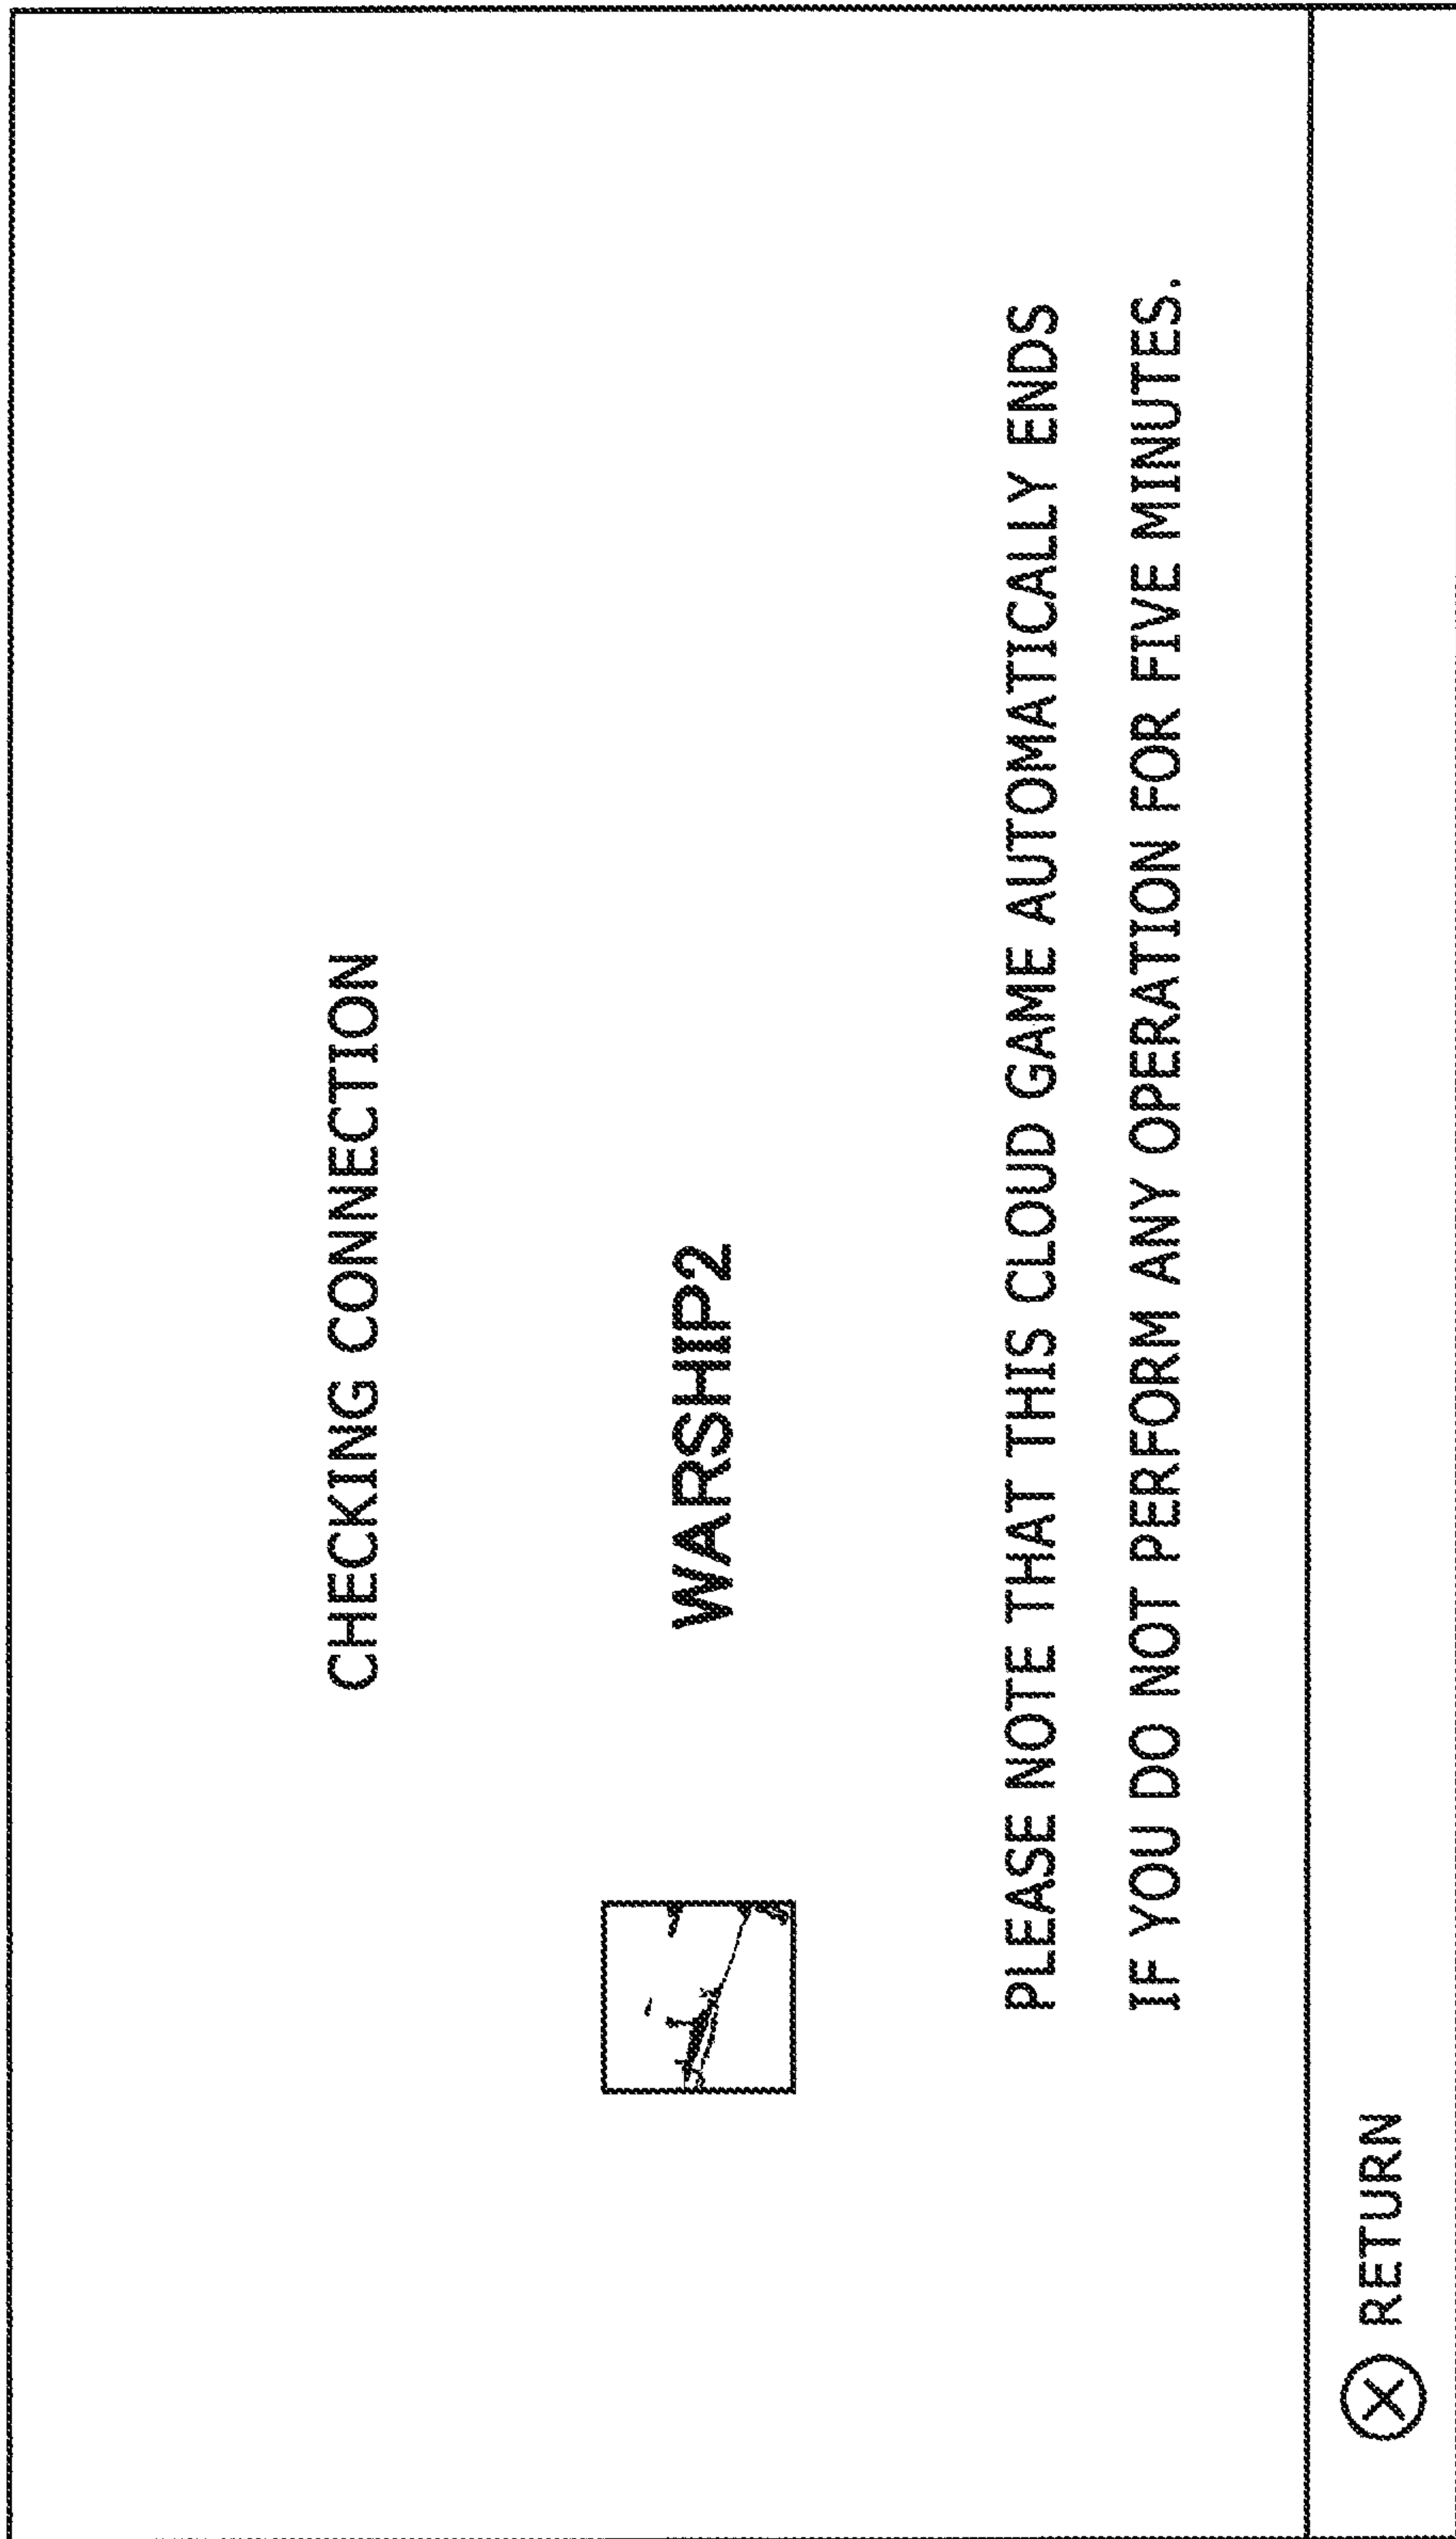 CHECKING CONNECTION
WARSHIP2
PLEASE NOTE THAT THIS CLOUD GAME AUTOMATICALLY ENDS
IF YOU DO NOT PERFORM ANY OPERATION FOR FIVE MINUTES.
RETURN